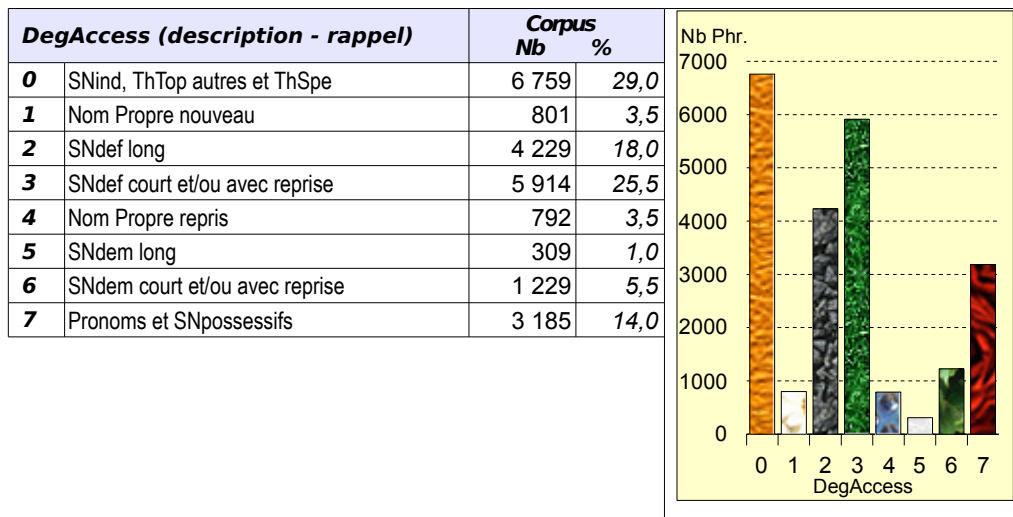 DegAccess (description - rappel) Corpus
Nb %
0 SNind, ThTop autres et ThSpe 6 759 29,0
1 Nom Propre nouveau 801 3,5
2 SNdef long 4 229 18,0
3 SNdef court et/ou avec reprise 5 914 25,5
4 Nom Propre repris 792 3,5
5 SNdem long 309 1,0
6 SNdem court et/ou avec reprise 1 229 5,5
7 Pronoms et SNpossessifs 3 185 14,0
Nb Phr.
7000
6000
5000
4000
3000
2000
1000
0
0 1 2 3 4 5 6 7
DegAccess